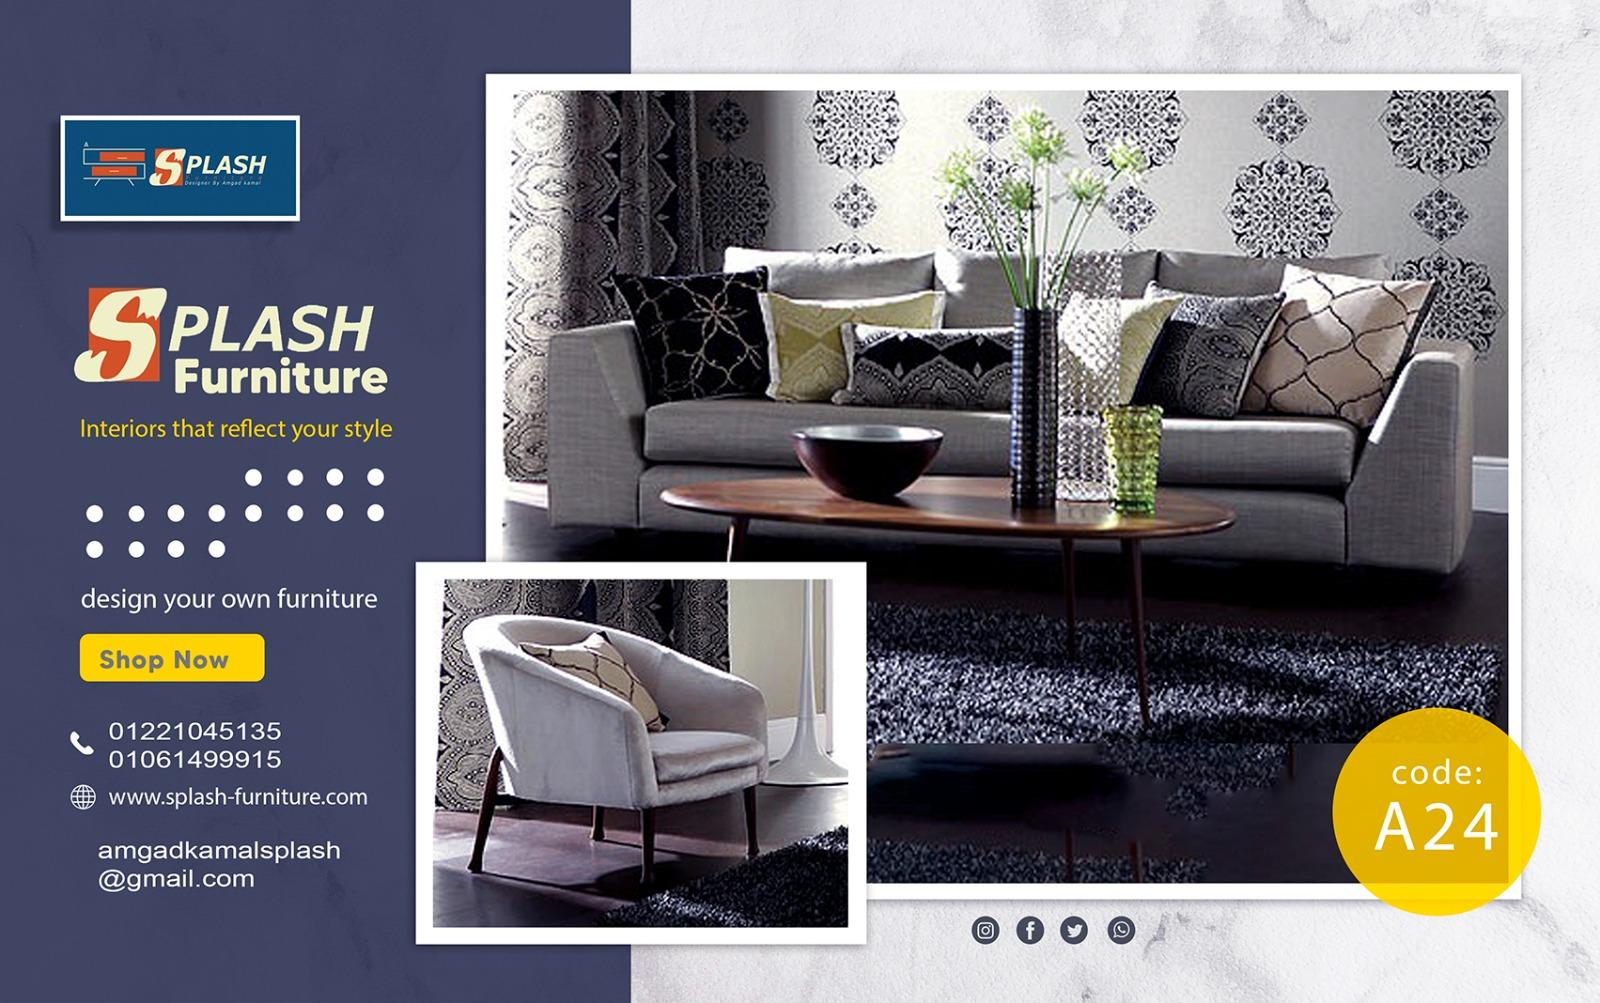 A
SPLASH
Furniture
Designer By Amgad kamal
SPLASH
Furniture
Interiors that reflect your style
design your own furniture
Shop Now
01221045135
01061499915
www.splash-furniture.com
amgadkamalsplash
@gmail.com
code:
A24